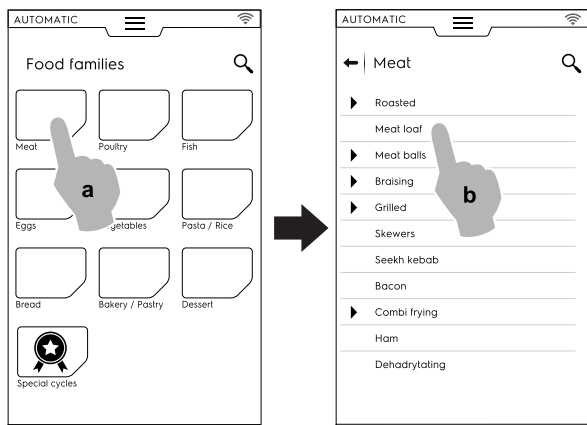 AUTOMATIC
Food families
Meat
Poultry
Fish
a
Eggs
getables
Pasta / Rice
Bread
Bakery / Pastry
Dessert
Special cycles
AUTOMATIC
Meat
Roasted
Meat loaf
Meat balls
Braising
b
Grilled
Skewers
Seekh kebab
Bacon
Combi frying
Ham
Dehadrytating